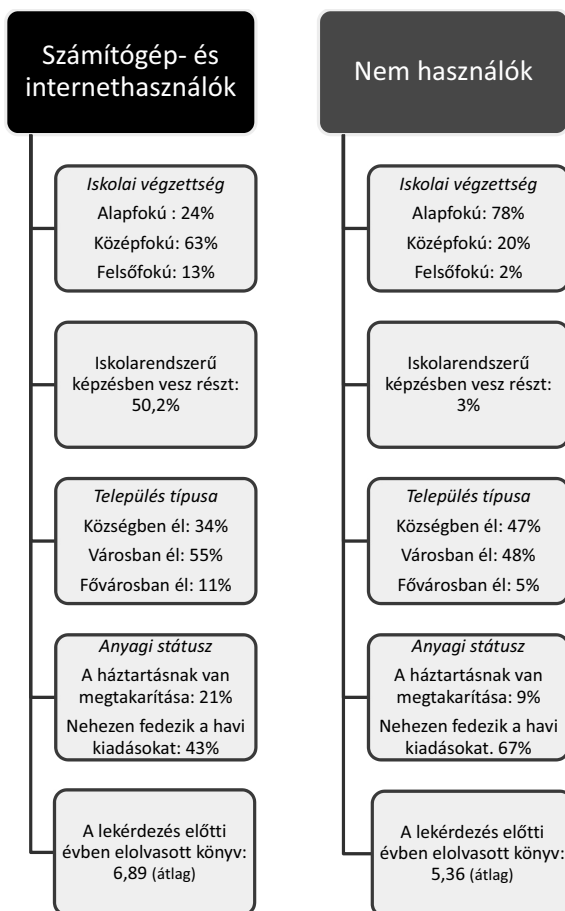 Számítógép- és
internethasználók
Iskolai végzettség
Alapfokú : 24%
Középfokú: 63%
Felsőfokú: 13%
Iskolarendszerű
képzésben vesz részt:
50,2%
Település típusa
Községben él: 34%
Városban él: 55%
Fővárosban él: 11%
Anyagi státusz
A háztartásnak van
megtakarítása: 21%
Nehezen fedezik a havi
kiadásokat: 43%
A lekérdezés előtti
évben elolvasott könyv:
6,89 (átlag)
Nem használók
Iskolai végzettség
Alapfokú: 78%
Középfokú: 20%
Felsőfokú: 2%
Iskolarendszerű
képzésben vesz részt:
3%
Település típusa
Községben él: 47%
Városban él: 48%
Fővárosban él: 5%
Anyagi státusz
A háztartásnak van
megtakarítása: 9%
Nehezen fedezik a havi
kiadásokat. 67%
A lekérdezés előtti
évben elolvasott könyv:
5,36 (átlag)